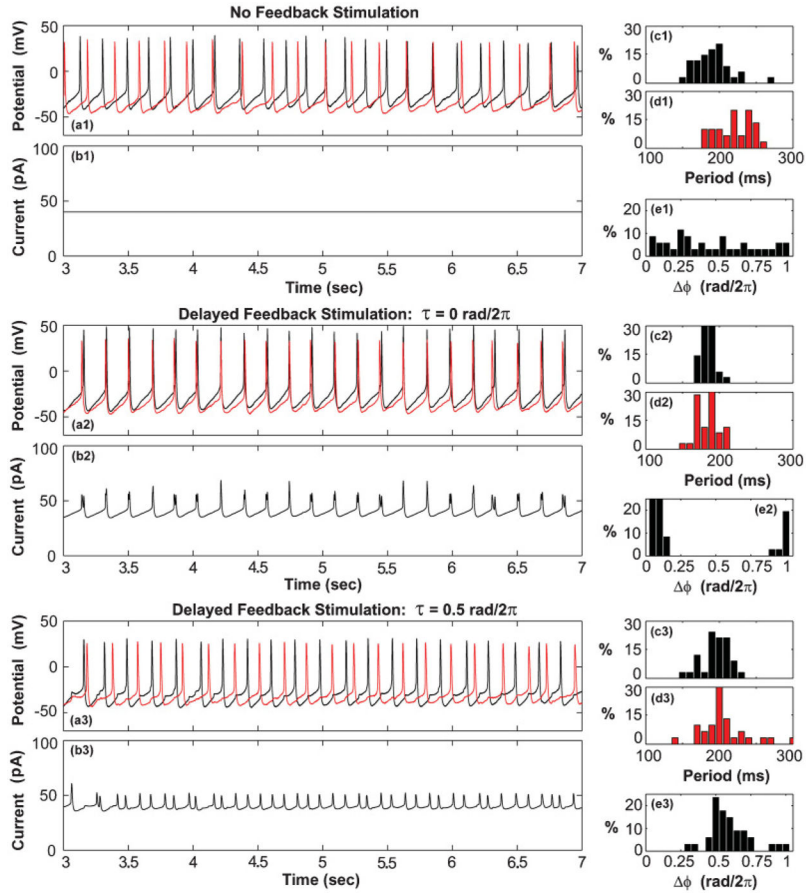 No Feedback Stimulation
Potential (mV)
50
0
-50
(a1)
Current (pA)
100
50
0
(b1)
3 3.5 4 4.5 5 5.5 6 6.5 7
Time (sec)
%
30
15
0
(c1)
%
30
15
0
(d1)
100 200 300
Period (ms)
%
20
10
0
(e1)
0 0.25 0.5 0.75 1
Δϕ (rad/2π)
Delayed Feedback Stimulation: τ = 0 rad/2π
Potential (mV)
50
0
-50
(a2)
Current (pA)
100
50
0
(b2)
3 3.5 4 4.5 5 5.5 6 6.5 7
Time (sec)
%
30
15
0
(c2)
%
30
15
0
(d2)
100 200 300
Period (ms)
%
20
10
0
(e2)
0 0.25 0.5 0.75 1
Δϕ (rad/2π)
Delayed Feedback Stimulation: τ = 0.5 rad/2π
Potential (mV)
50
0
-50
(a3)
Current (pA)
100
50
0
(b3)
3 3.5 4 4.5 5 5.5 6 6.5 7
Time (sec)
%
30
15
0
(c3)
%
30
15
0
(d3)
100 200 300
Period (ms)
%
20
10
0
(e3)
0 0.25 0.5 0.75 1
Δϕ (rad/2π)